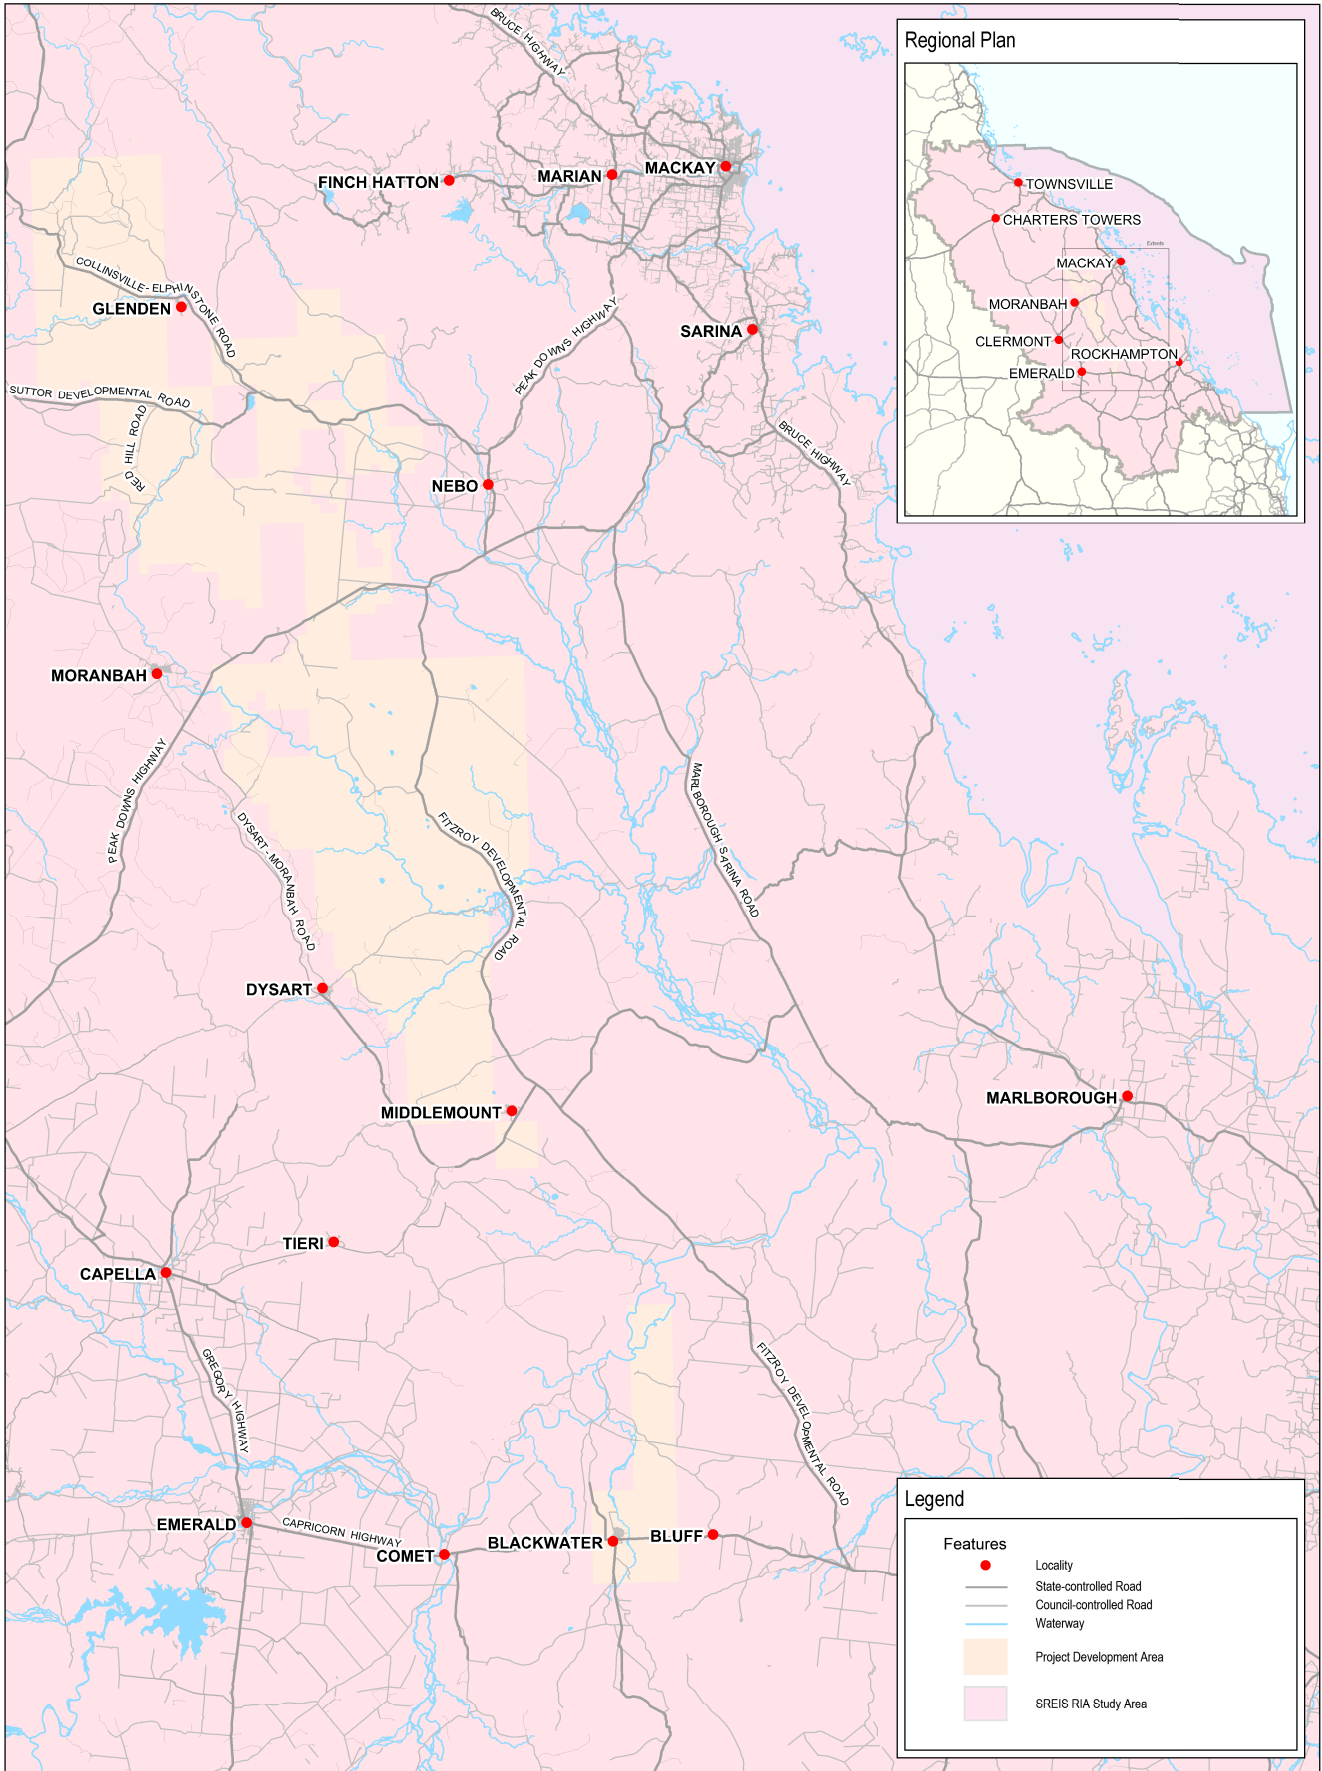 BRUCE HIGHWAY
Regional Plan
TOWNSVILLE
CHARTERS TOWERS
Extents
MACKAY
MORANBAH
CLERMONT
ROCKHAMPTON
EMERALD
FINCH HATTON
MARIAN
MACKAY
COLLINSVILLE-ELPHINSTONE ROAD
GLENDEN
PEAK DOWNS HIGHWAY
SARINA
SUTTOR DEVELOPMENTAL ROAD
RED HILL ROAD
BRUCE HIGHWAY
NEBO
MORANBAH
PEAK DOWNS HIGHWAY
DYSART-MORANBAH ROAD
FITZROY DEVELOPMENTAL ROAD
MARLBOROUGH SARINA ROAD
DYSART
MIDDLEMOUNT
MARLBOROUGH
TIERI
CAPELLA
GREGORY HIGHWAY
FITZROY DEVELOPMENTAL ROAD
EMERALD
CAPRICORN HIGHWAY
COMET
BLACKWATER
BLUFF
Legend
Features
Locality
State-controlled Road
Council-controlled Road
Waterway
Project Development Area
SREIS RIA Study Area